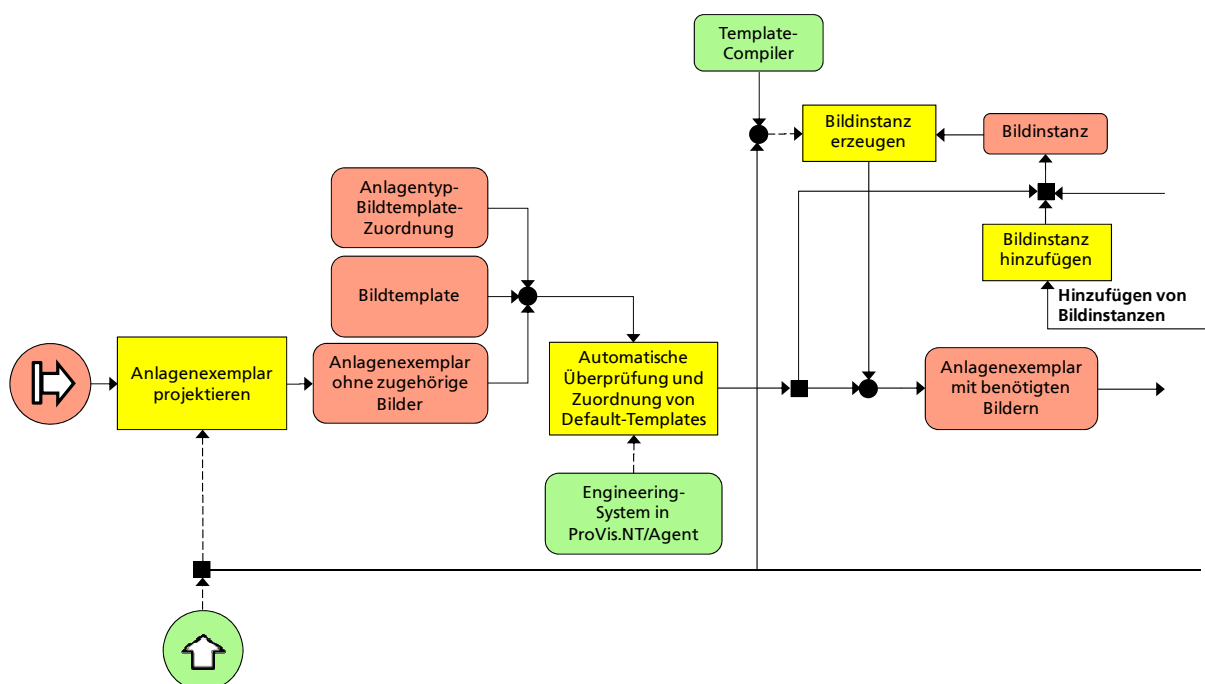 Template-
Compiler
Bildinstanz
erzeugen
Bildinstanz
Anlagentyp-
Bildtemplate-
Zuordnung
Bildinstanz
hinzufügen
Bildtemplate
Hinzufügen von
Bildinstanzen
Anlagenexemplar
projektieren
Anlagenexemplar
ohne zugehörige
Bilder
Automatische
Überprüfung und
Zuordnung von
Default-Templates
Anlagenexemplar
mit benötigten
Bildern
Engineering-
System in
ProVis.NT/Agent